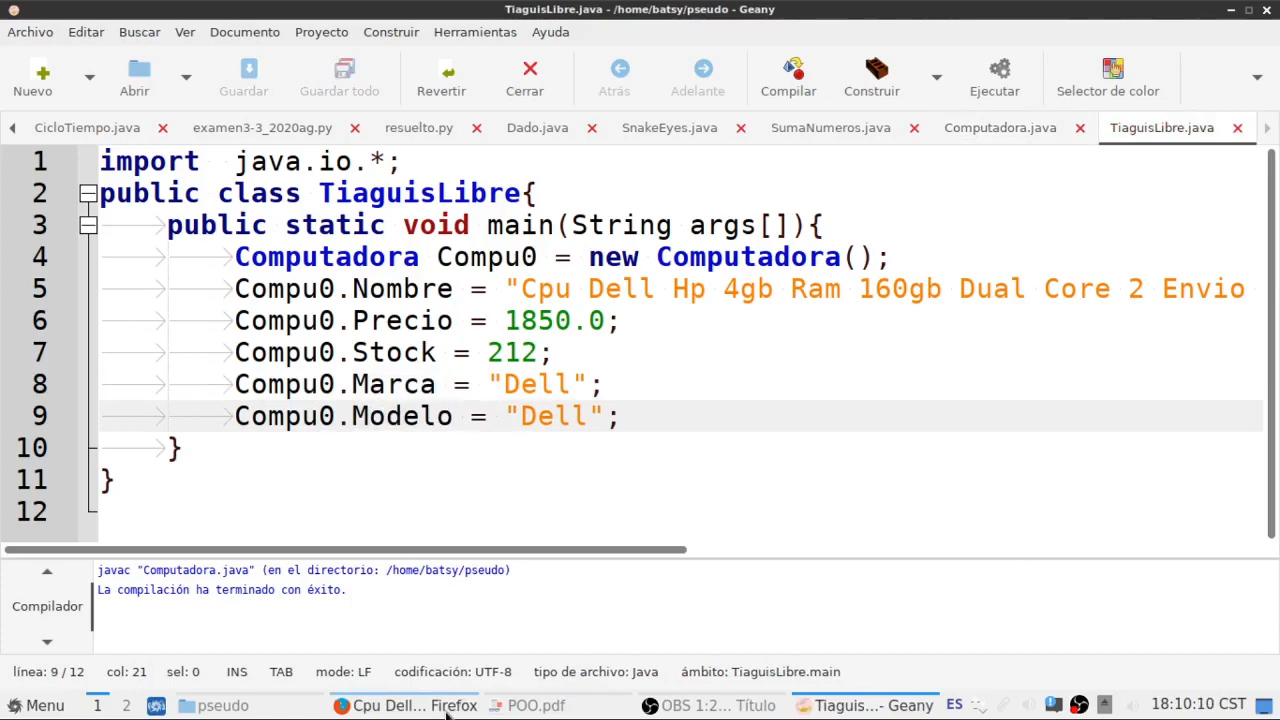 TiaguisLibre.java - /home/batsy/pseudo - Geany
Archivo Editar Buscar Ver Documento Proyecto Construir Herramientas Ayuda
Nuevo Abrir Guardar Guardar todo Revertir Cerrar Atrás Adelante Compilar Construir Ejecutar Selector de color
CicloTiempo.java examen3-3_2020ag.py resuelto.py Dado.java SnakeEyes.java SumaNumeros.java Computadora.java TiaguisLibre.java
1 import java.io.*;
2 public class TiaguisLibre{
3 public static void main(String args[]){
4 Computadora Compu0 = new Computadora();
5 Compu0.Nombre = "Cpu Dell Hp 4gb Ram 160gb Dual Core 2 Envio
6 Compu0.Precio = 1850.0;
7 Compu0.Stock = 212;
8 Compu0.Marca = "Dell";
9 Compu0.Modelo = "Dell";
10 }
11 }
12
javac "Computadora.java" (en el directorio: /home/batsy/pseudo)
La compilación ha terminado con éxito.
Compilador
línea: 9 / 12 col: 21 sel: 0 INS TAB mode: LF codificación: UTF-8 tipo de archivo: Java ámbito: TiaguisLibre.main
Menu 1 2 pseudo Cpu Dell... Firefox POO.pdf OBS 1:2... Título Tiaguis...- Geany ES 18:10:10 CST